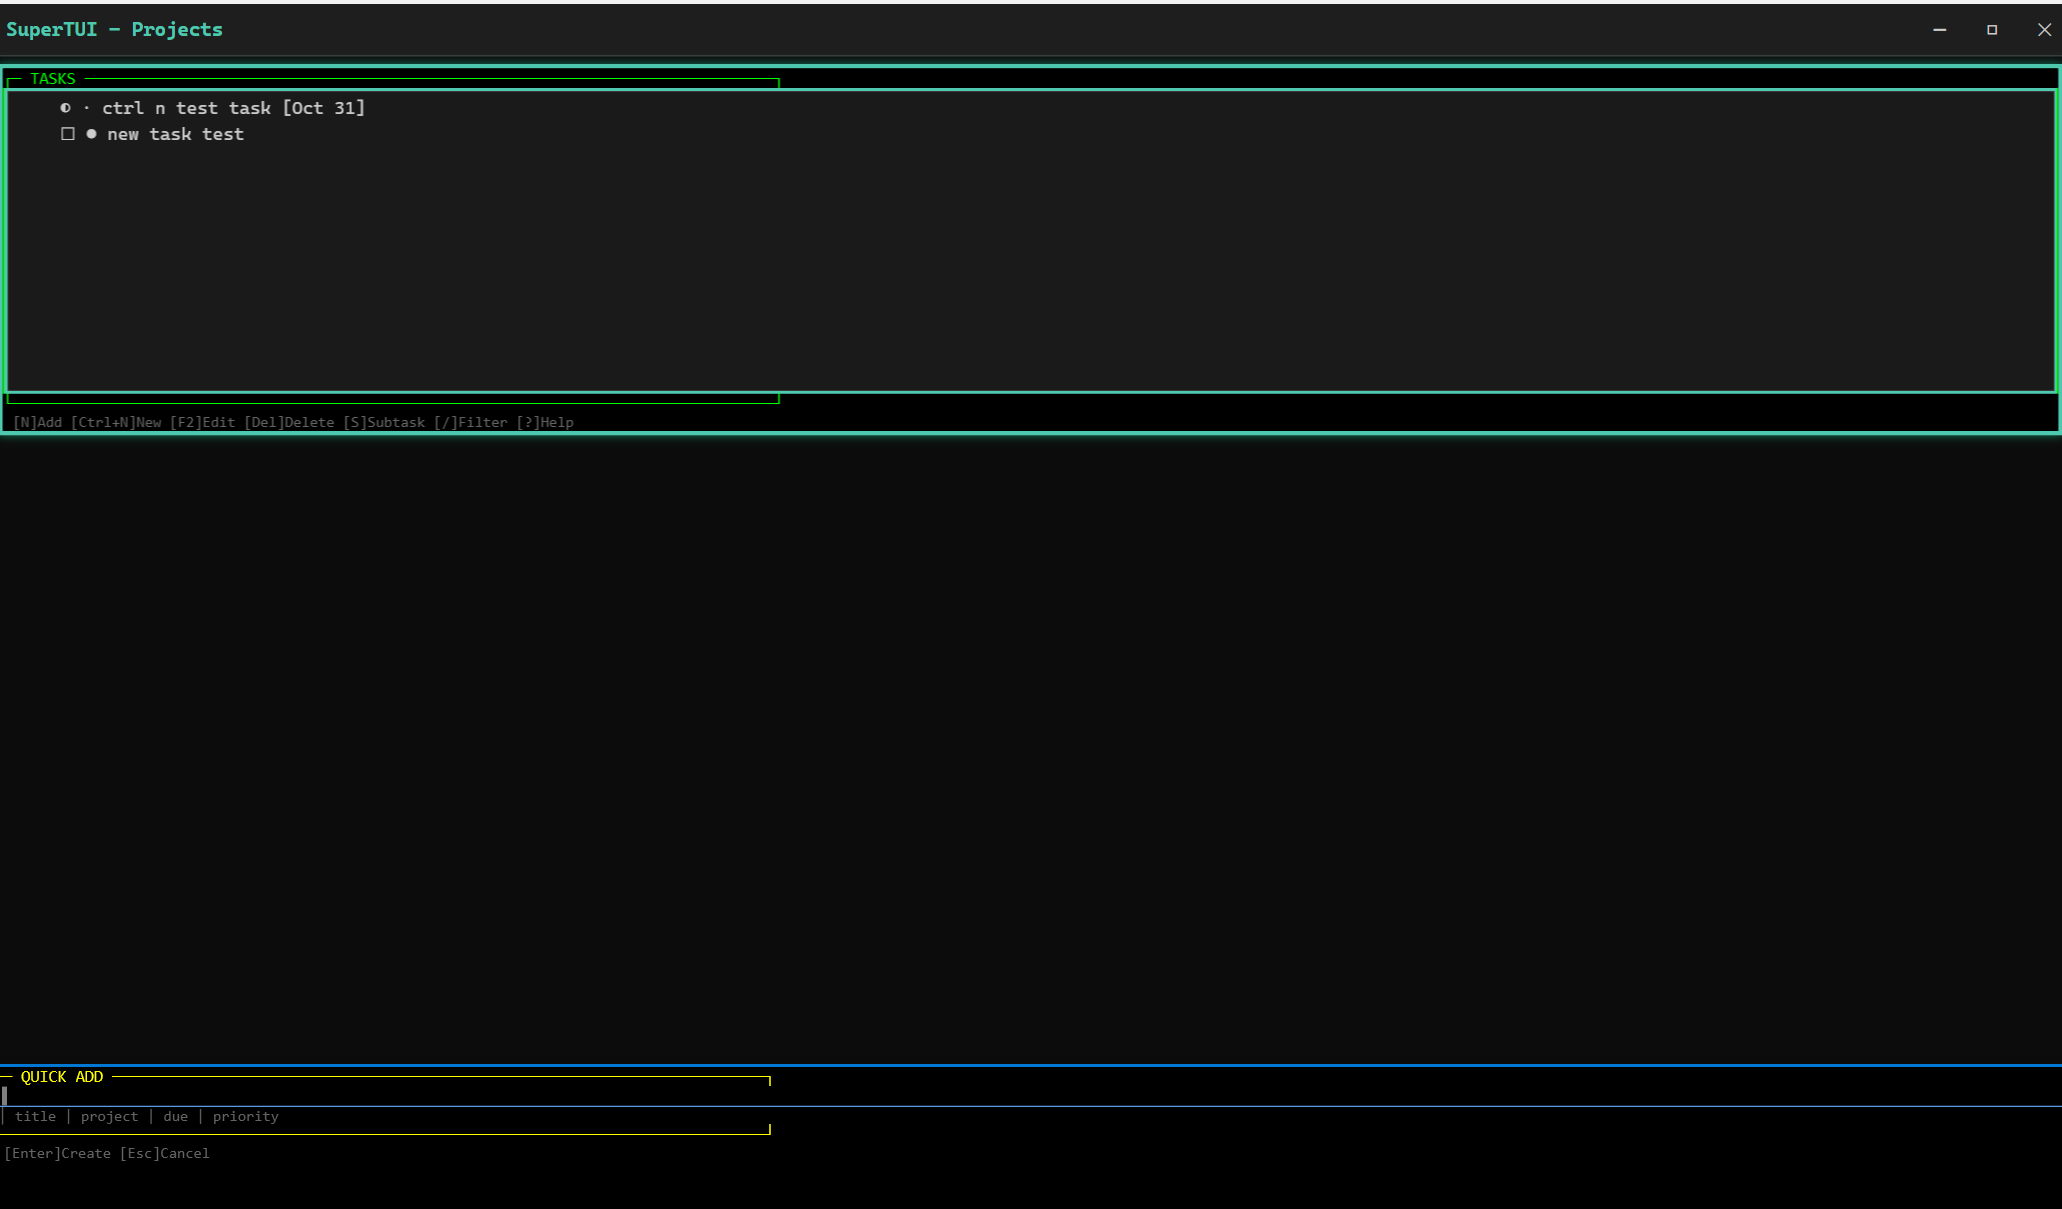 SuperTUI - Projects
TASKS
◐ · ctrl n test task [Oct 31]
☐ ● new task test
[N]Add [Ctrl+N]New [F2]Edit [Del]Delete [S]Subtask [/]Filter [?]Help
QUICK ADD
│ title │ project │ due │ priority
[Enter]Create [Esc]Cancel